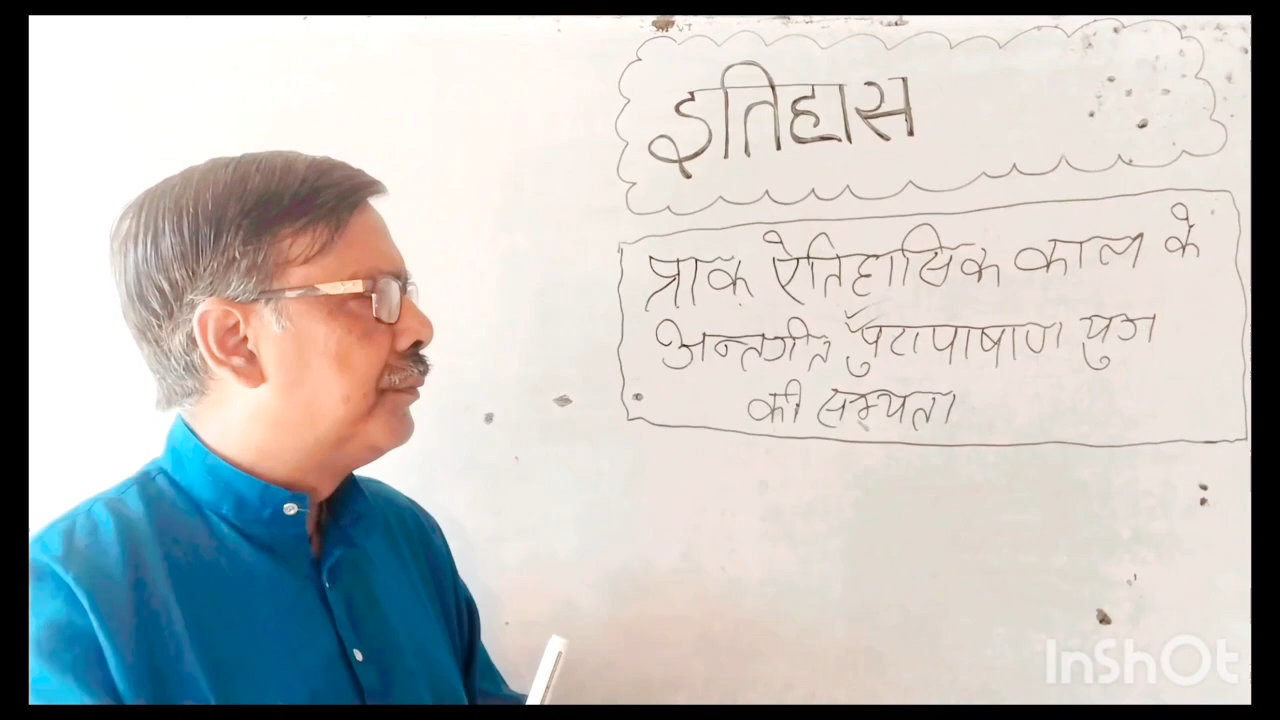 इतिहास
प्राक् ऐतिहासिक काल के
अन्तर्गत पुरापाषाण युग
की सभ्यता
InShOt